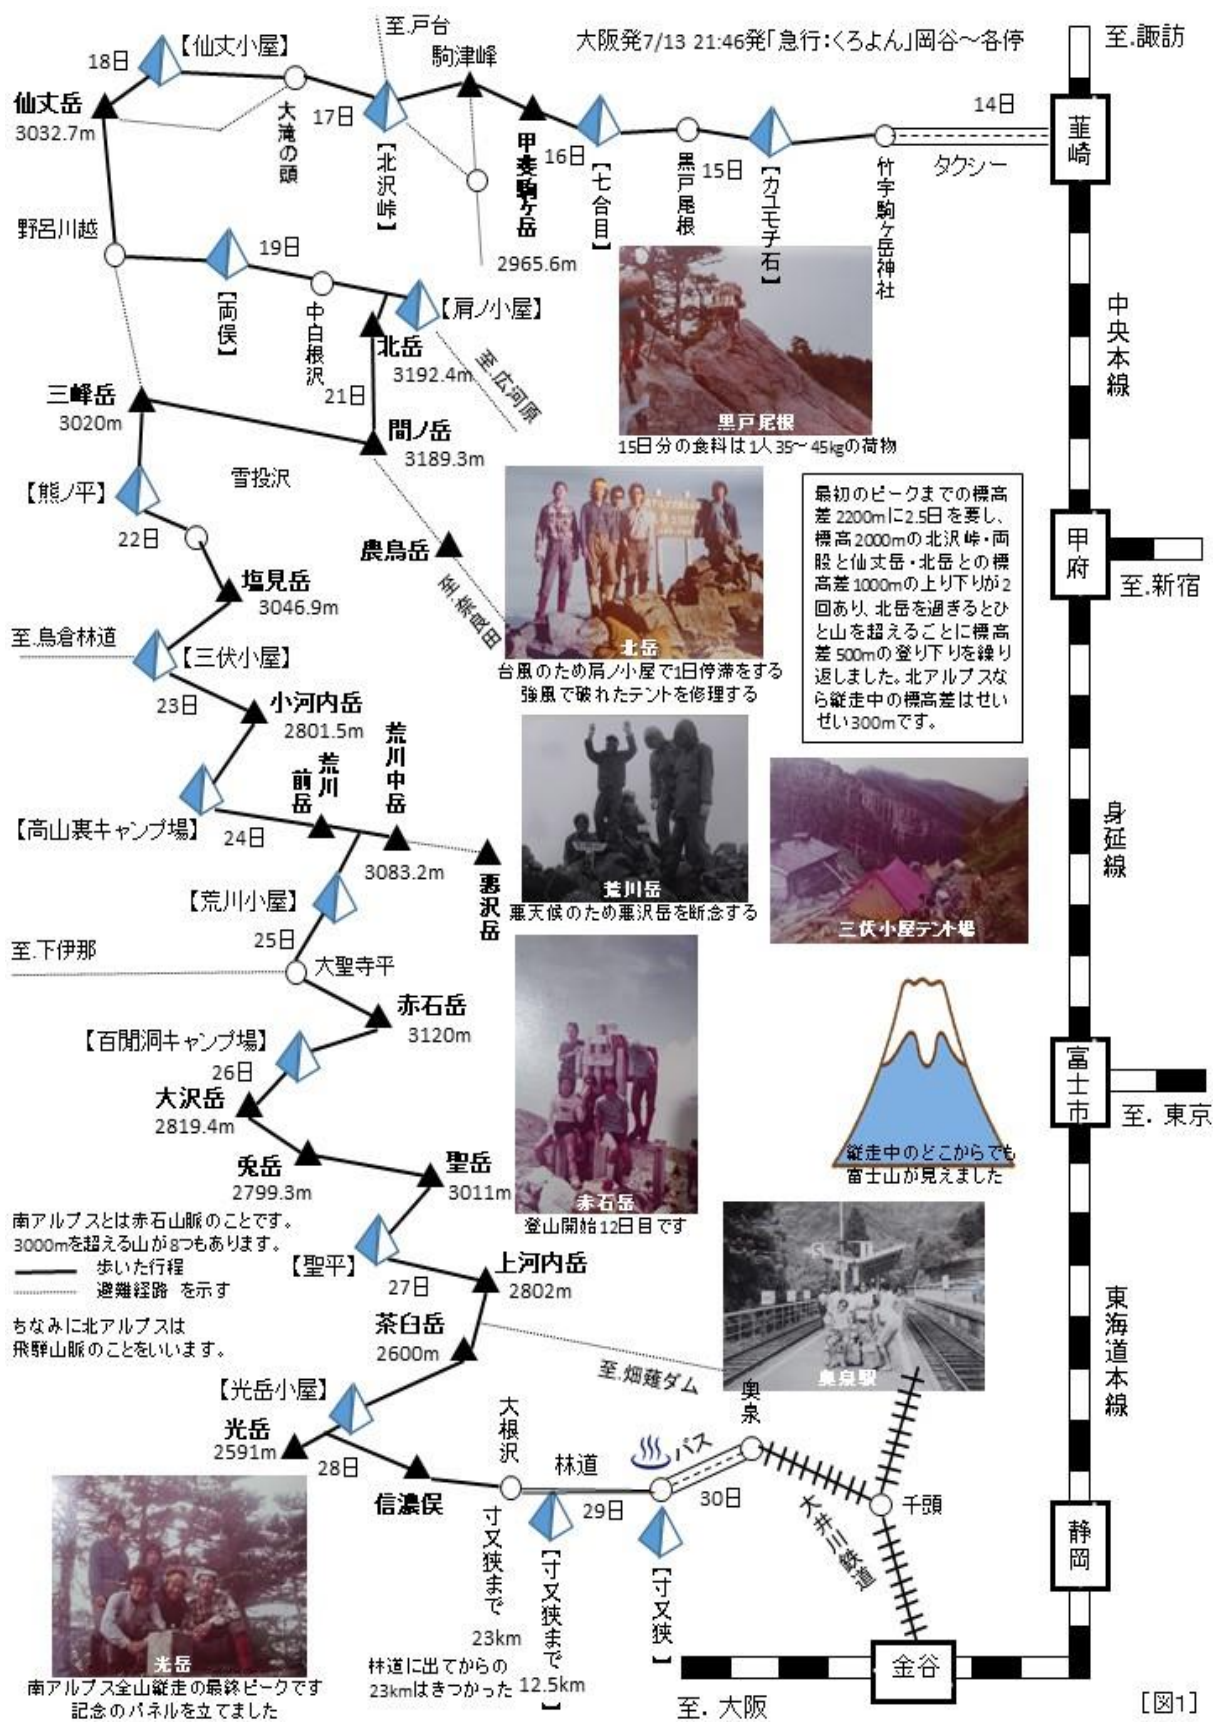 大阪発7/13 21:46発「急行：くろよん」岡谷～各停
至.諏訪
14日
韮崎
タクシー
竹宇駒ヶ岳神社
【カユモチ石】
15日
黒戸尾根
【七合目】
16日
甲斐駒ヶ岳
駒津峰
至.戸台
2965.6m
【北沢峠】
17日
大滝の頭
【仙丈小屋】
18日
仙丈岳
3032.7m
野呂川越
19日
【両俣】
中白根沢
【肩ノ小屋】
北岳
3192.4m
至.広河原
21日
三峰岳
3020m
間ノ岳
3189.3m
雪投沢
【熊ノ平】
22日
農鳥岳
至.奈良田
塩見岳
3046.9m
至.鳥倉林道
【三伏小屋】
23日
小河内岳
2801.5m
荒川
前岳
荒川中岳
【高山裏キャンプ場】
24日
3083.2m
悪沢岳
【荒川小屋】
25日
至.下伊那
大聖寺平
赤石岳
3120m
【百閒洞キャンプ場】
26日
大沢岳
2819.4m
兎岳
2799.3m
聖岳
3011m
南アルプスとは赤石山脈のことです。
3000mを超える山が8つもあります。
歩いた行程
避難経路 を示す
ちなみに北アルプスは
飛騨山脈のことをいいます。
【聖平】
27日
上河内岳
2802m
茶臼岳
2600m
至.畑薙ダム
【光岳小屋】
光岳
2591m
28日
信濃俣
大根沢
寸又狭まで
23km
林道
29日
【寸又狭まで
12.5km
】
バス
30日
【寸又狭】
奥泉
大井川鉄道
千頭
林道に出てからの
23kmはきつかった
光岳
南アルプス全山縦走の最終ピークです
記念のパネルを立てました
黒戸尾根
15日分の食料は1人35～45kgの荷物
北岳
台風のため肩ノ小屋で1日停滞をする
強風で破れたテントを修理する
最初のピークまでの標高
差2200mに2.5日を要し、
標高2000mの北沢峠・両
股と仙丈岳・北岳との標
高差1000mの上り下りが2
回あり、北岳を過ぎるとひ
と山を超えるごとに標高
差500mの登り下りを繰り
返しました。北アルプスな
ら縦走中の標高差はせい
ぜい300mです。
荒川岳
悪天候のため悪沢岳を断念する
三伏小屋テント場
赤石岳
登山開始12日目です
縦走中のどこからでも
富士山が見えました
奥泉駅
中央本線
甲府
至.新宿
身延線
富士市
至. 東京
東海道本線
静岡
金谷
至. 大阪
[図1]